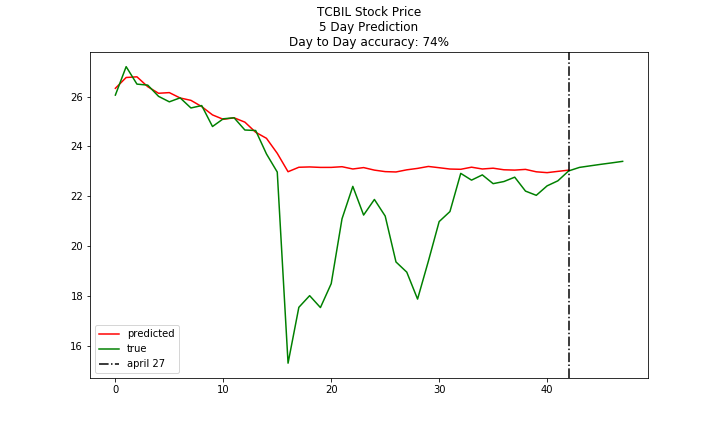 TCBIL Stock Price
5 Day Prediction
Day to Day accuracy: 74%
26
24
22
20
18
16
predicted
true
april 27
0
10
20
30
40